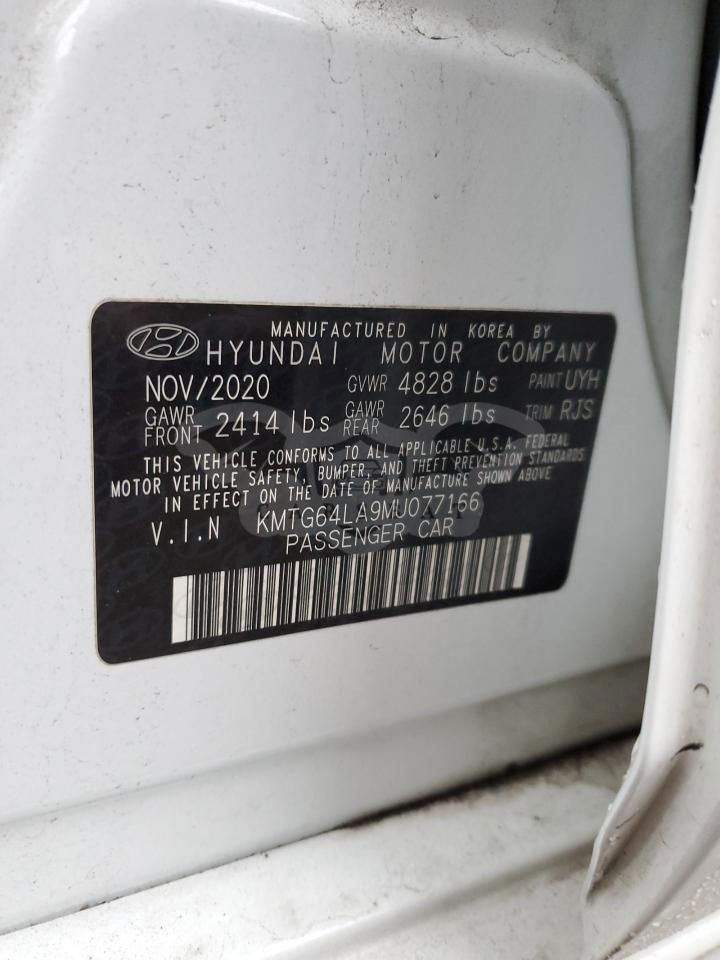 MANUFACTURED IN KOREA BY
HYUNDAI MOTOR COMPANY
NOV/2020 GVWR 4828 lbs PAINT UYH
GAWR FRONT 2414 lbs GAWR REAR 2646 lbs TRIM RJS
THIS VEHICLE CONFORMS TO ALL APPLICABLE U.S.A. FEDERAL
MOTOR VEHICLE SAFETY, BUMPER, AND THEFT PREVENTION STANDARDS
IN EFFECT ON THE DATE OF MANUFACTURE SHOWN ABOVE
V.I.N KMTG64LA9MU077166
PASSENGER CAR